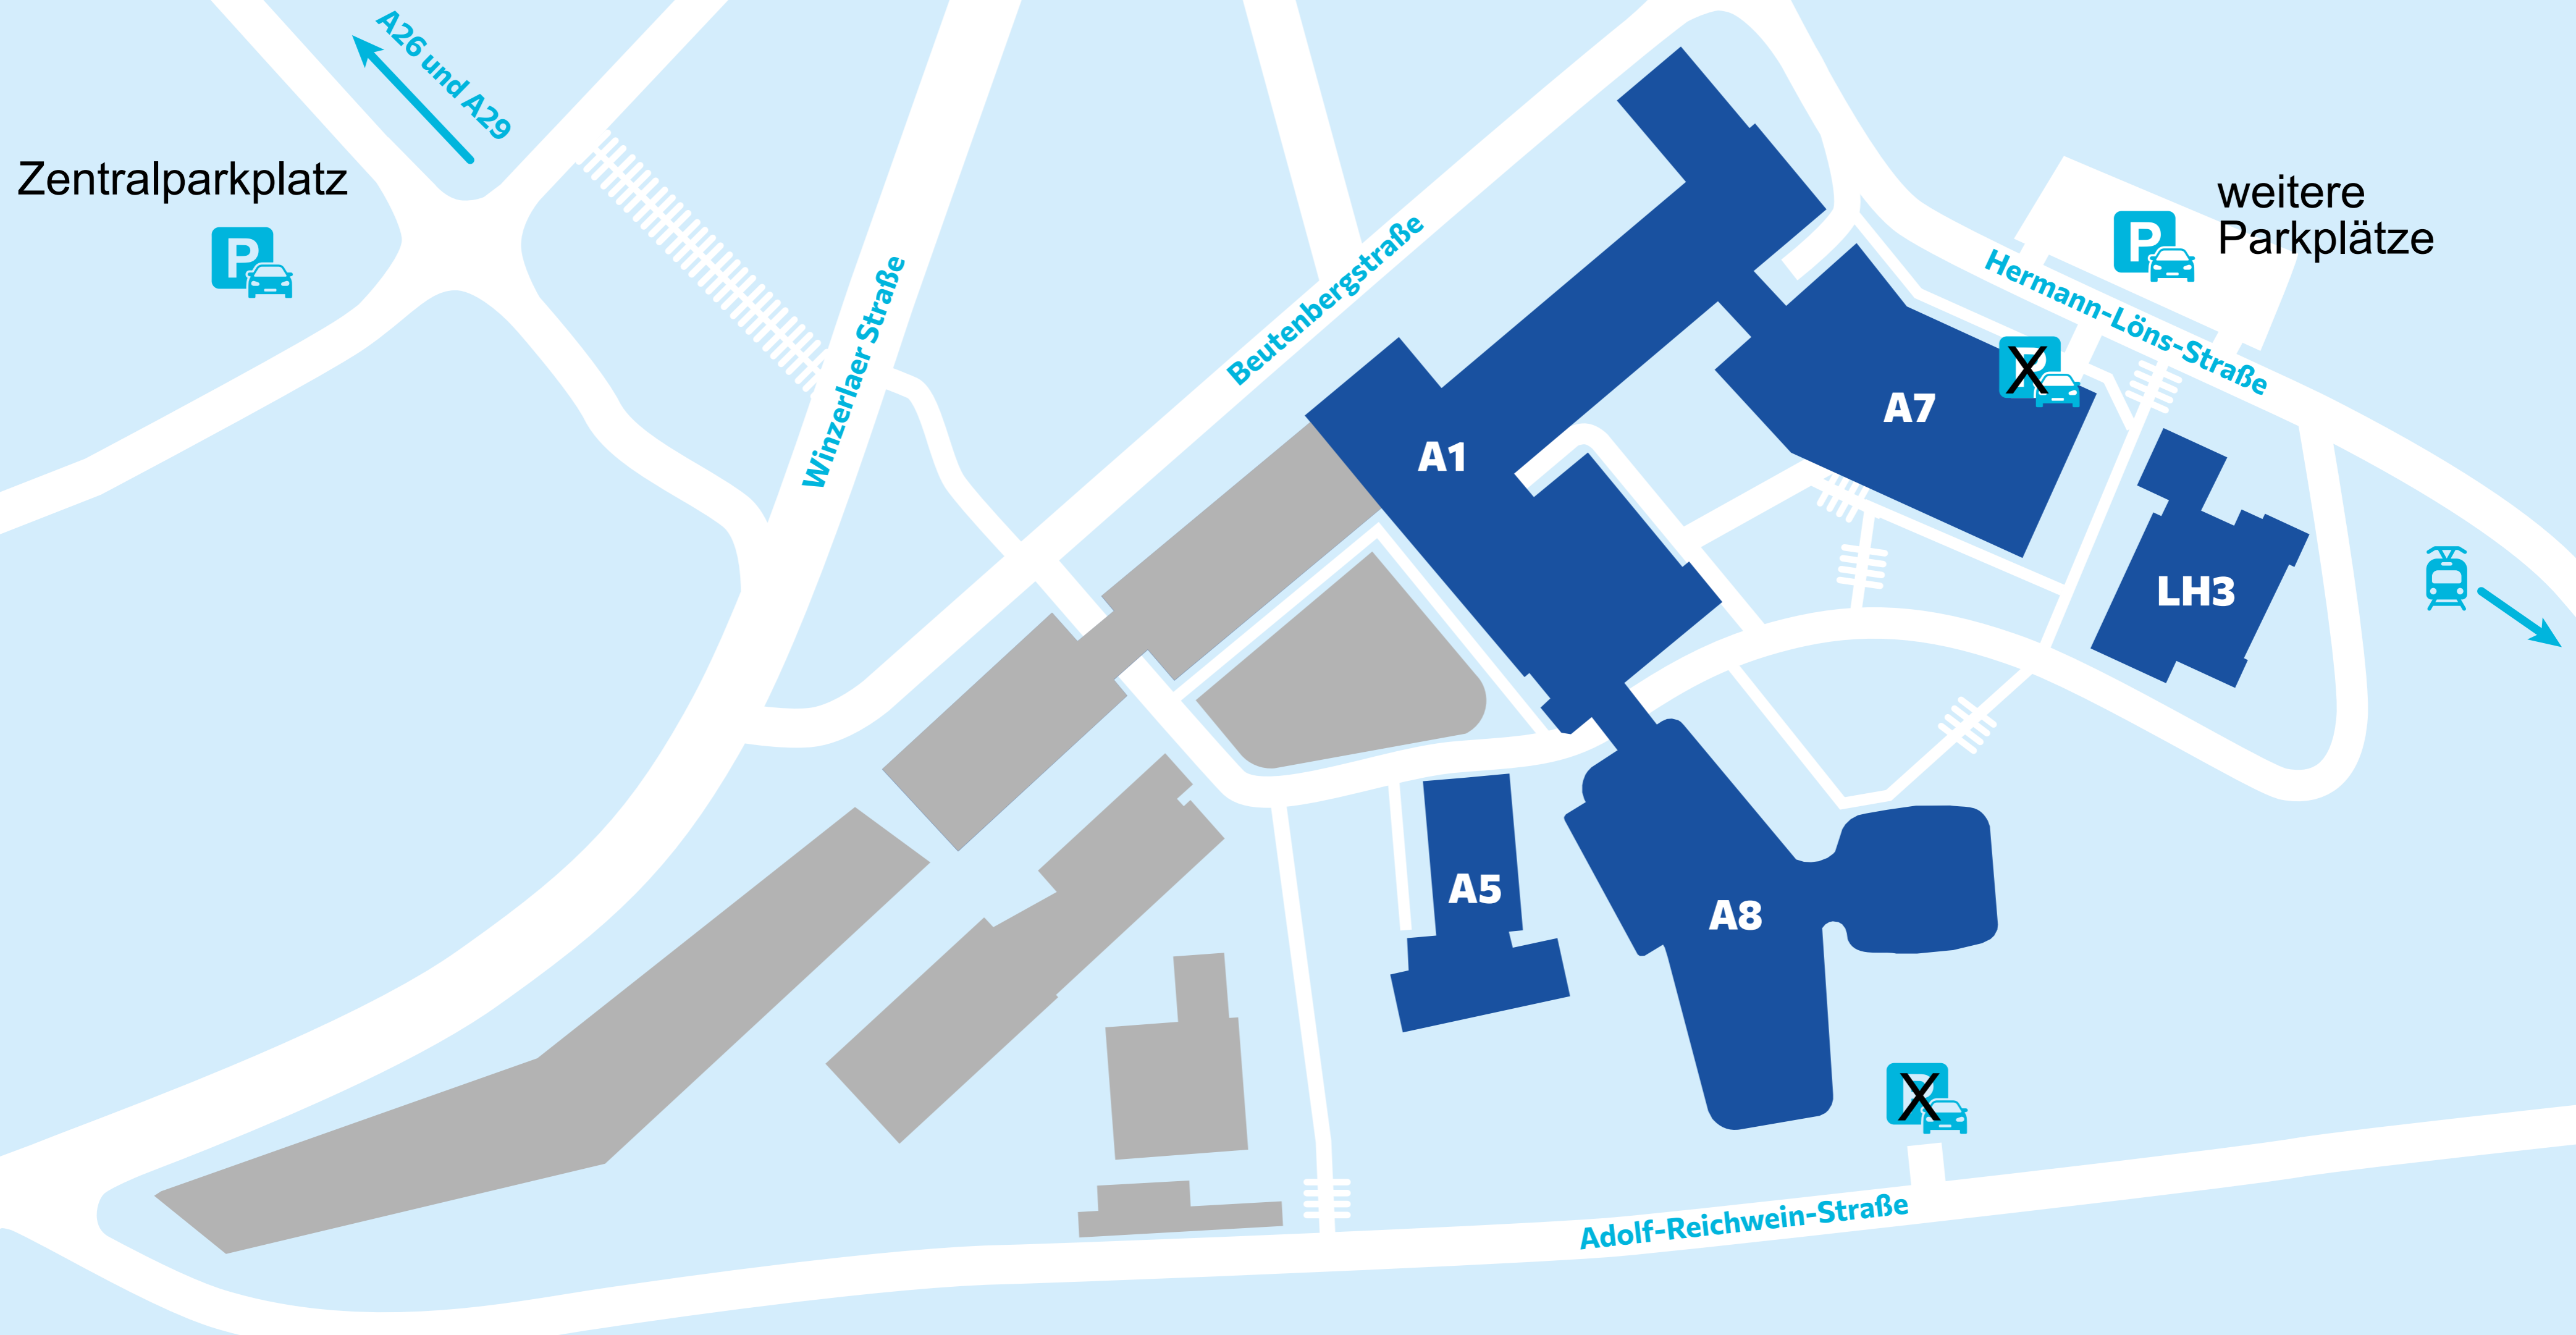 A26 und A29
Zentralparkplatz
P
weitere
Parkplätze
P
Winzerlaer Straße
Beutenbergstraße
Hermann-Löns-Straße
P
X
A7
A1
LH3
A5
A8
P
X
Adolf-Reichwein-Straße